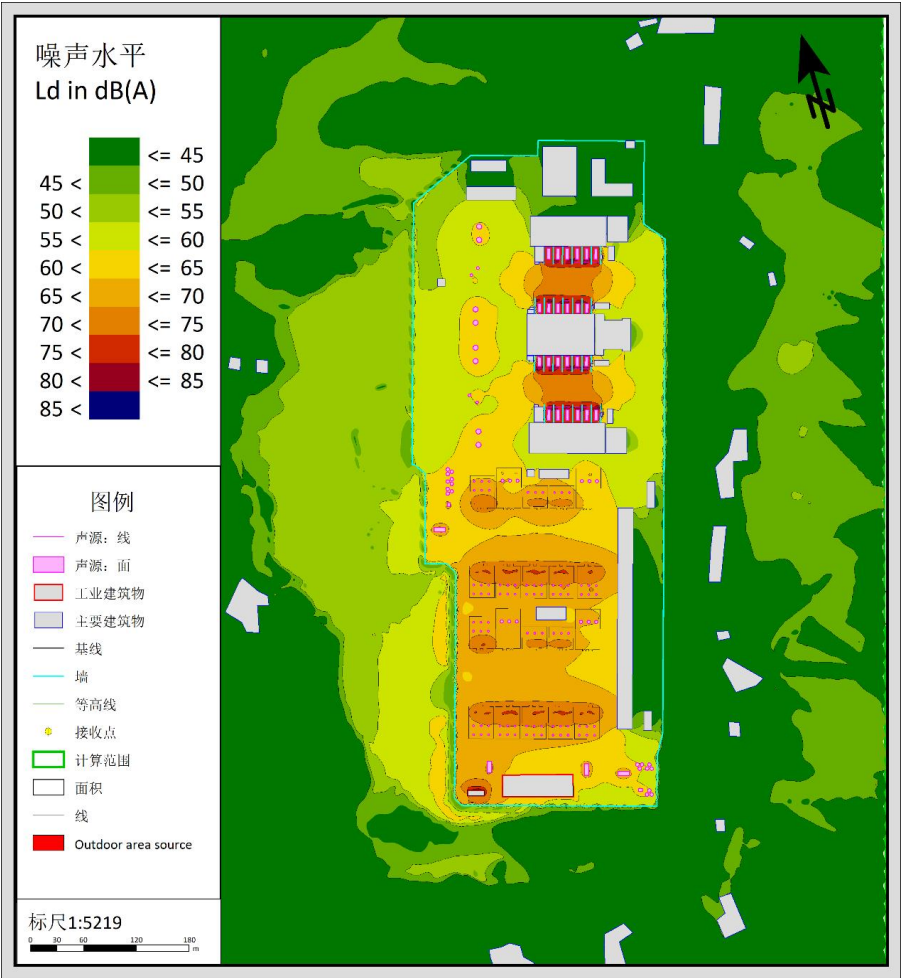 噪声水平
Ld in dB(A)
<= 45
45 < <= 50
50 < <= 55
55 < <= 60
60 < <= 65
65 < <= 70
70 < <= 75
75 < <= 80
80 < <= 85
85 <
图例
声源：线
声源：面
工业建筑物
主要建筑物
基线
墙
等高线
接收点
计算范围
面积
线
Outdoor area source
标尺1:5219
0 30 60 120 180
m
N